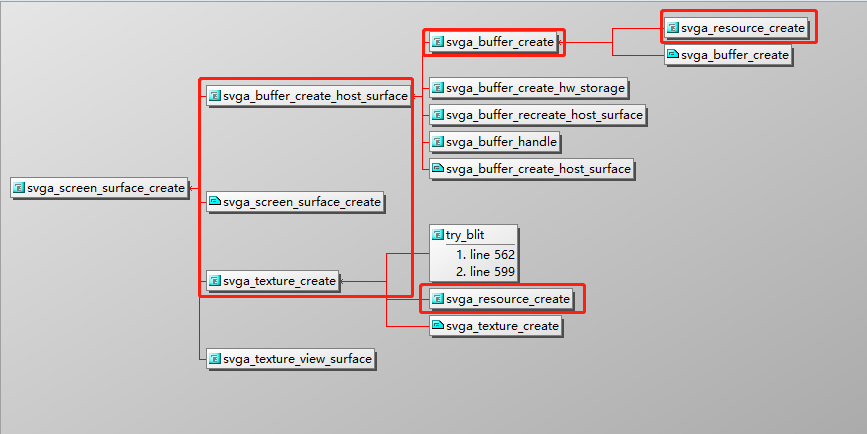 svga_resource_create
svga_buffer_create
svga_buffer_create
svga_buffer_create_hw_storage
svga_buffer_create_host_surface
svga_buffer_recreate_host_surface
svga_buffer_handle
svga_buffer_create_host_surface
svga_screen_surface_create
svga_screen_surface_create
try_blit
1. line 562
2. line 599
svga_texture_create
svga_resource_create
svga_texture_create
svga_texture_view_surface